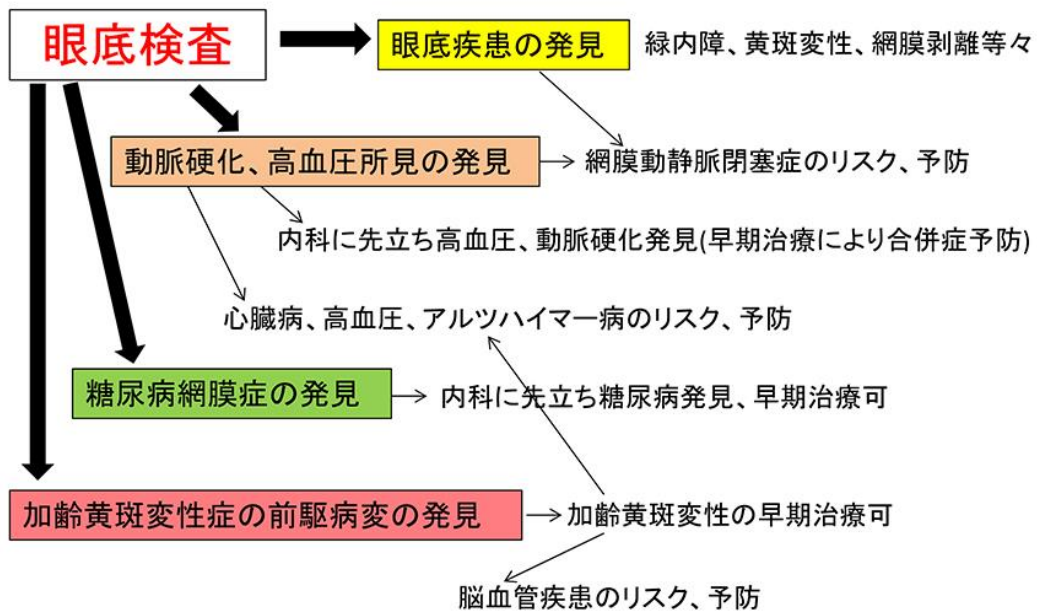 眼底検査
眼底疾患の発見
緑内障、黄斑変性、網膜剥離等々
動脈硬化、高血圧所見の発見
網膜動静脈閉塞症のリスク、予防
内科に先立ち高血圧、動脈硬化発見(早期治療により合併症予防)
心臓病、高血圧、アルツハイマー病のリスク、予防
糖尿病網膜症の発見
内科に先立ち糖尿病発見、早期治療可
加齢黄斑変性症の前駆病変の発見
加齢黄斑変性の早期治療可
脳血管疾患のリスク、予防